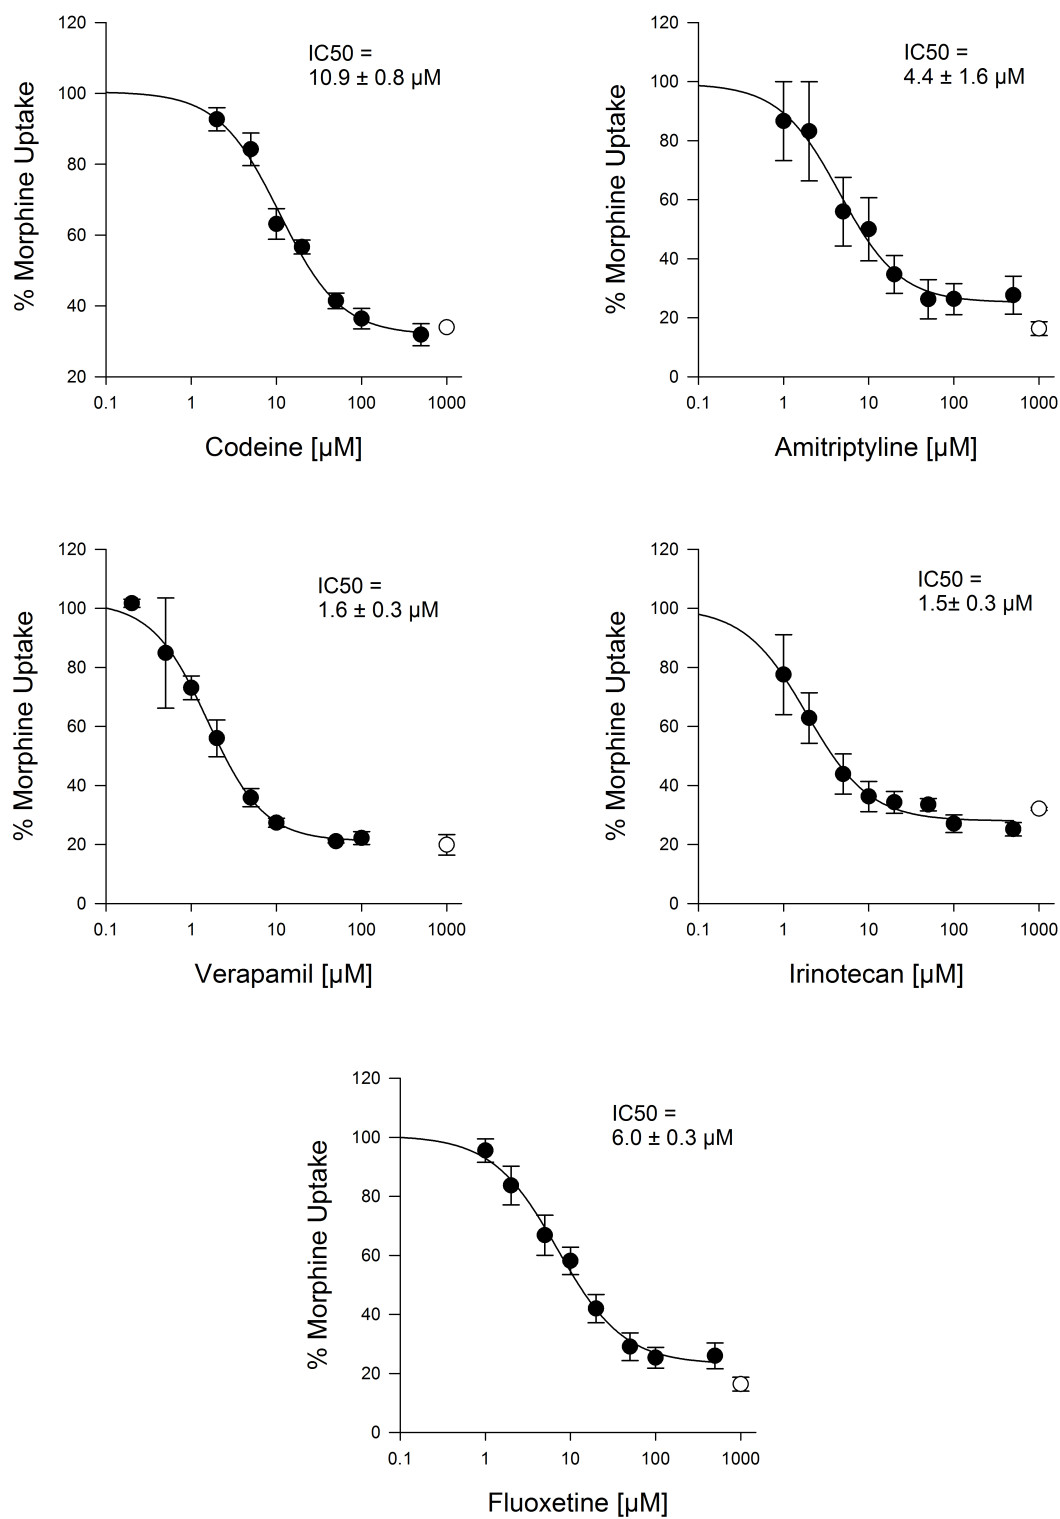 120
100
80
60
40
20
0.1 1 10 100 1000
% Morphine Uptake
IC50 =
10.9 ± 0.8 µM
Codeine [µM]
120
100
80
60
40
20
0
0.1 1 10 100 1000
% Morphine Uptake
IC50 =
4.4 ± 1.6 µM
Amitriptyline [µM]
120
100
80
60
40
20
0
0.1 1 10 100 1000
% Morphine Uptake
IC50 =
1.6 ± 0.3 µM
Verapamil [µM]
120
100
80
60
40
20
0
0.1 1 10 100 1000
% Morphine Uptake
IC50 =
1.5± 0.3 µM
Irinotecan [µM]
120
100
80
60
40
20
0
0.1 1 10 100 1000
% Morphine Uptake
IC50 =
6.0 ± 0.3 µM
Fluoxetine [µM]